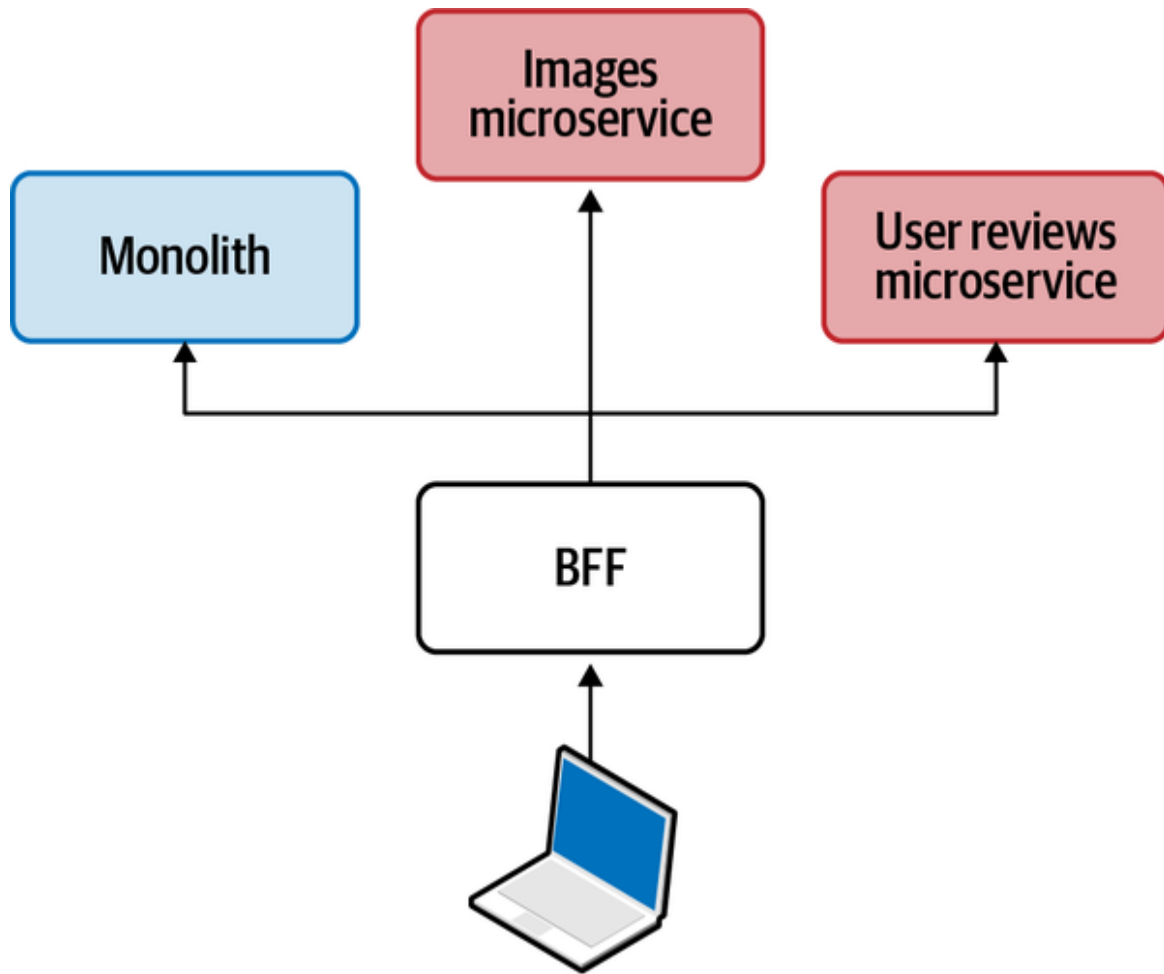 Images
microservice
Monolith
User reviews
microservice
BFF